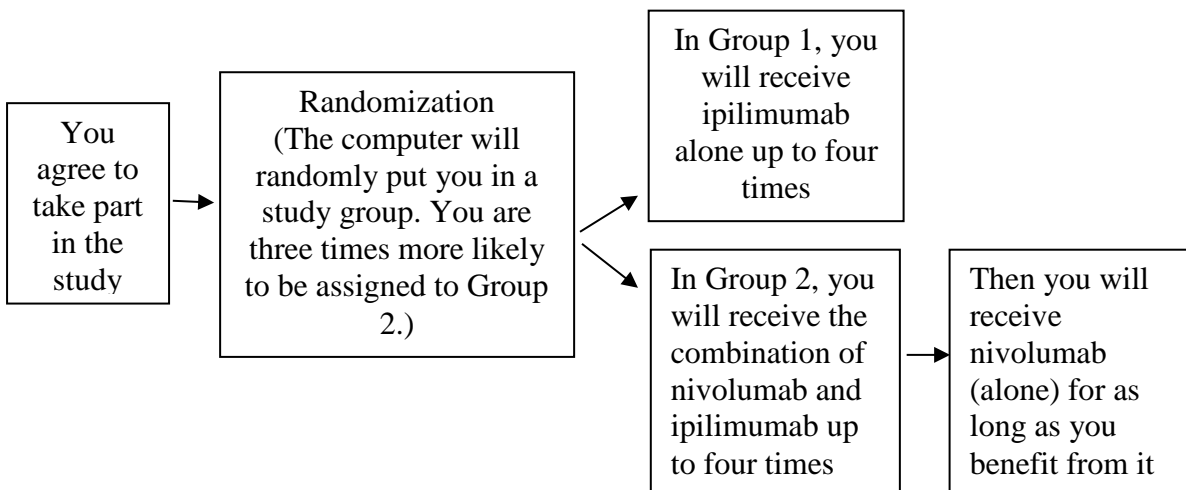 You
agree to
take part
in the
study
Randomization
(The computer will
randomly put you in a
study group. You are
three times more likely
to be assigned to Group
2.)
In Group 1, you
will receive
ipilimumab
alone up to four
times
In Group 2, you
will receive the
combination of
nivolumab and
ipilimumab up
to four times
Then you will
receive
nivolumab
(alone) for as
long as you
benefit from it